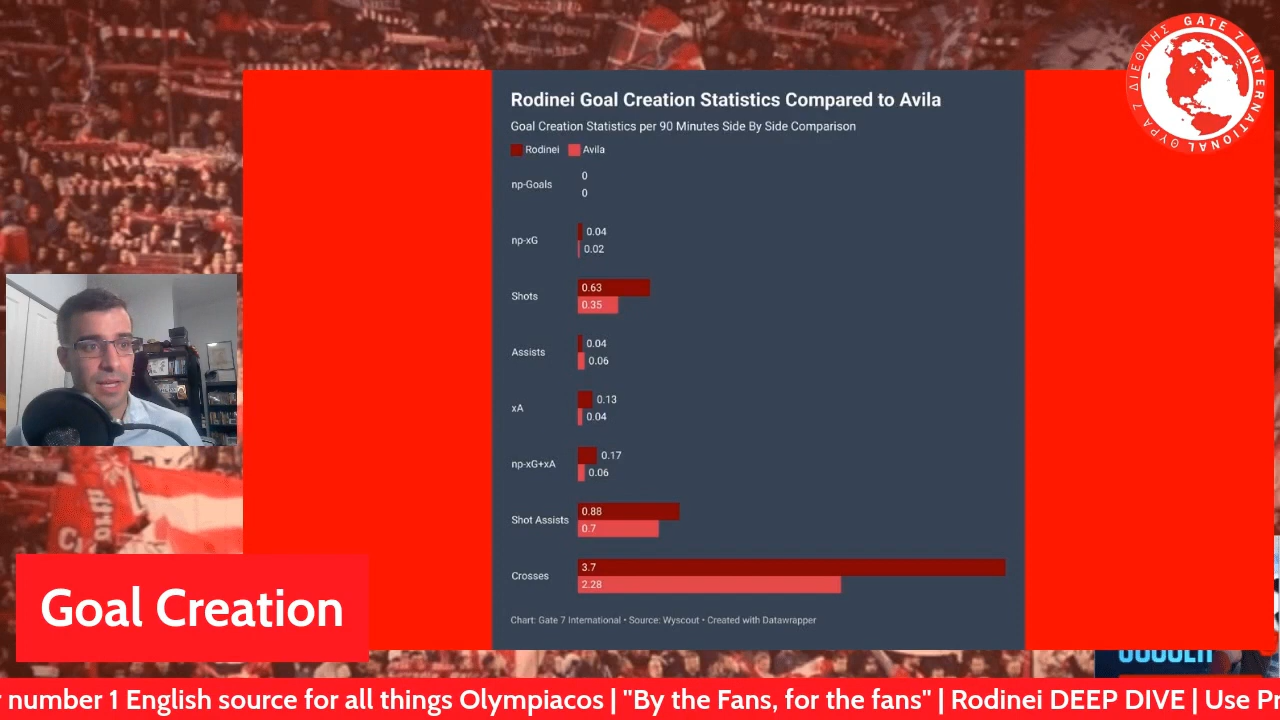 ΘΥΡΑ 7 ΔΙΕΘΝΗΣ GATE 7 INTERNATIONAL
Rodinei Goal Creation Statistics Compared to Avila
Goal Creation Statistics per 90 Minutes Side By Side Comparison
Rodinei Avila
np-Goals 0
0
np-xG 0.04
0.02
Shots 0.63
0.35
Assists 0.04
0.06
xA 0.13
0.04
np-xG+xA 0.17
0.06
Shot Assists 0.88
0.7
Crosses 3.7
2.28
Chart: Gate 7 International • Source: Wyscout • Created with Datawrapper
Goal Creation
number 1 English source for all things Olympiacos | "By the Fans, for the fans" | Rodinei DEEP DIVE | Use